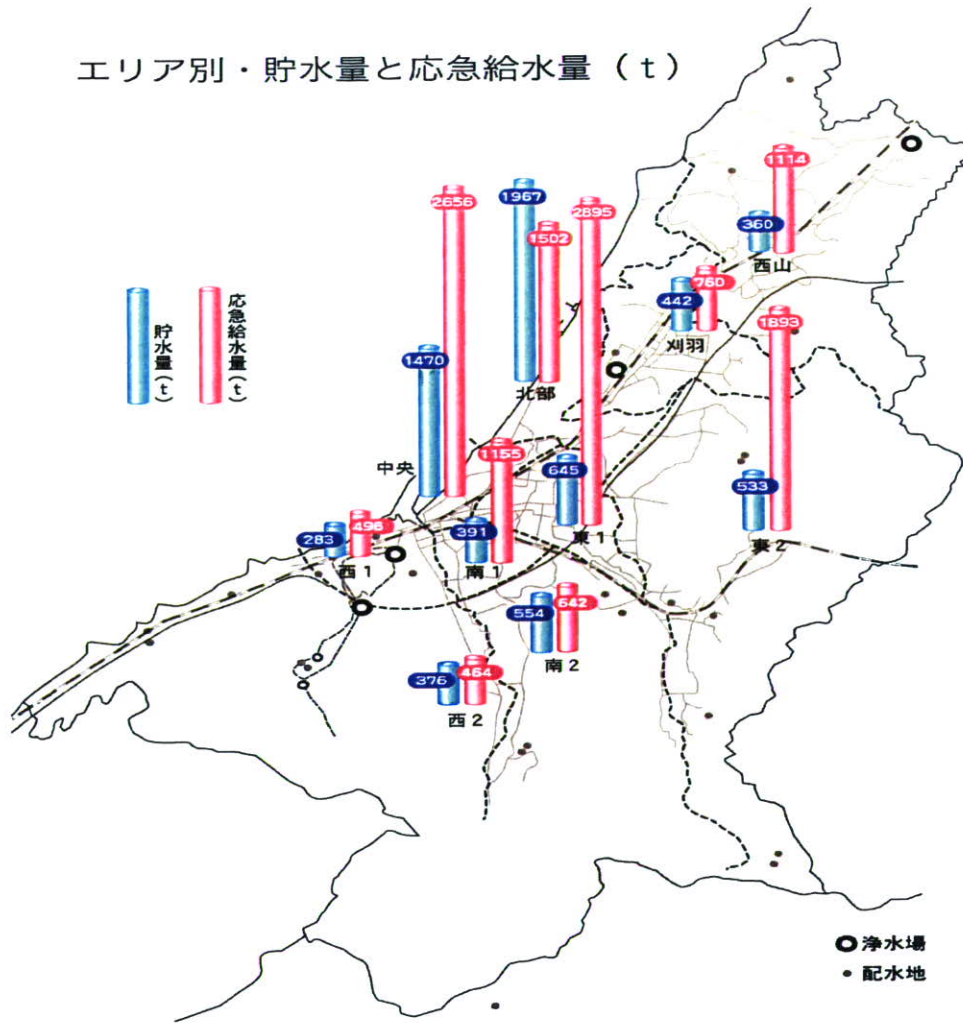 エリア別・貯水量と応急給水量（t）
貯水量(t)
応急給水量(t)
1114
360
西山
2656
1967
1502
北部
2895
442
760
刈羽
1893
1470
中央
1155
645
東1
533
東2
283
496
西1
391
南1
554
642
南2
376
464
西2
浄水場
配水地